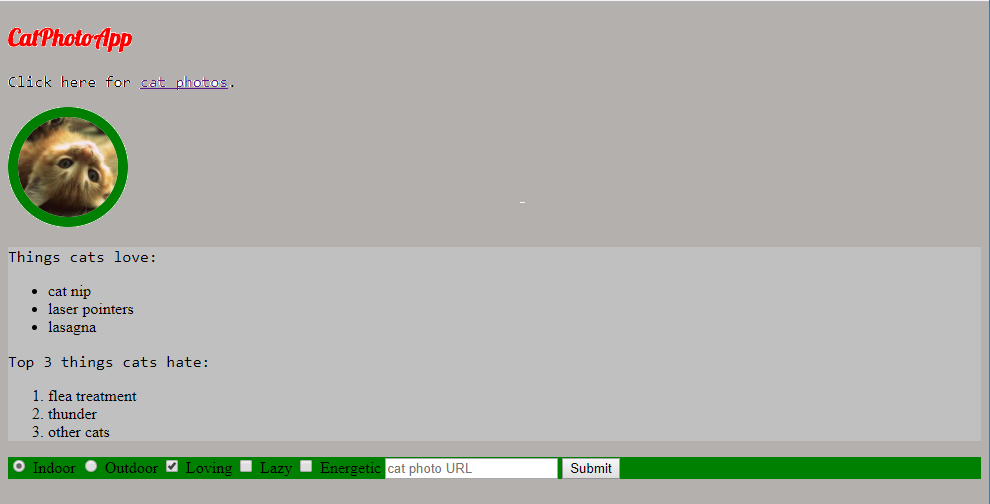 CatPhotoApp
Click here for cat photos.
Things cats love:
• cat nip
• laser pointers
• lasagna
Top 3 things cats hate:
1. flea treatment
2. thunder
3. other cats
Indoor Outdoor Loving Lazy Energetic cat photo URL Submit